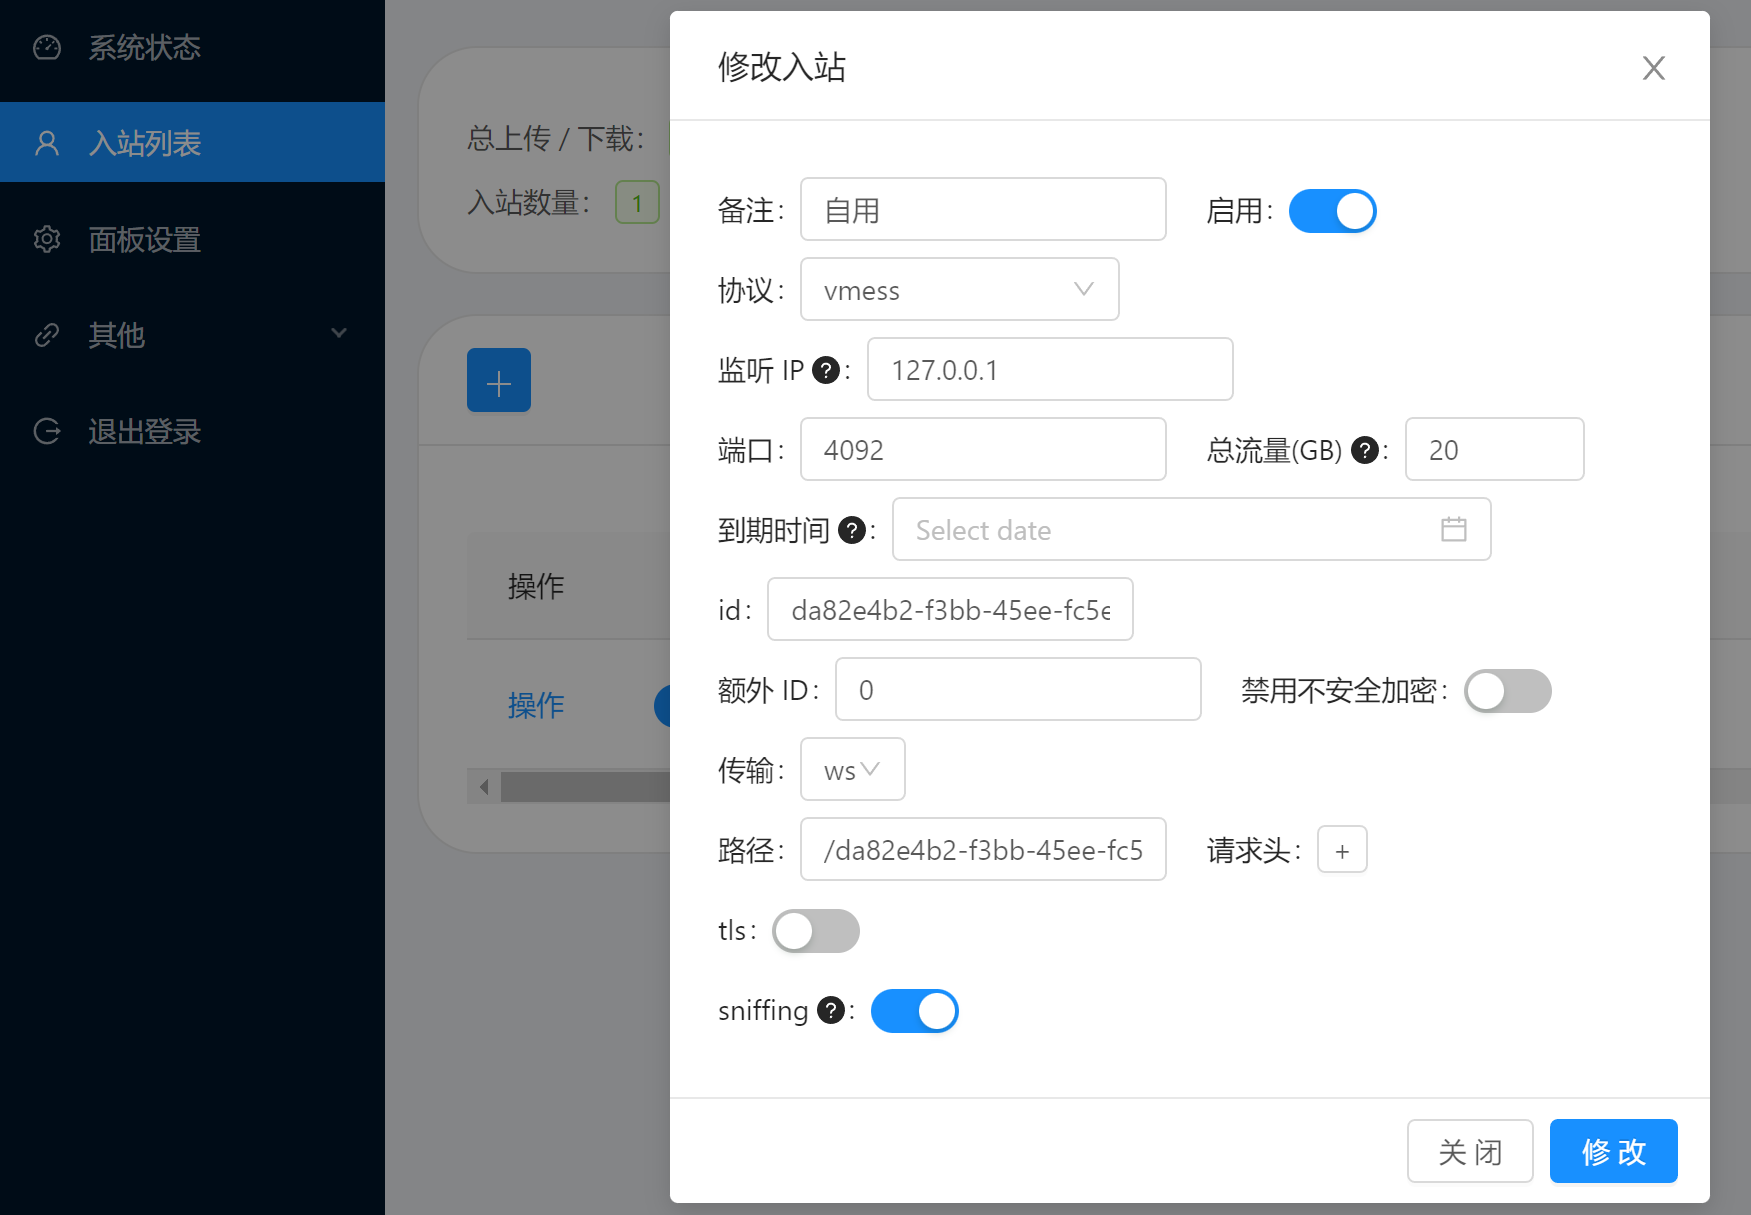 系统状态
入站列表
面板设置
其他
退出登录
总上传 / 下载:
入站数量: 1
操作
操作
修改入站
备注: 自用 启用:
协议: vmess
监听 IP ? : 127.0.0.1
端口: 4092 总流量(GB) ? : 20
到期时间 ? : Select date
id: da82e4b2-f3bb-45ee-fc5e
额外 ID: 0 禁用不安全加密:
传输: ws
路径: /da82e4b2-f3bb-45ee-fc5 请求头: +
tls:
sniffing ? :
关 闭 修 改